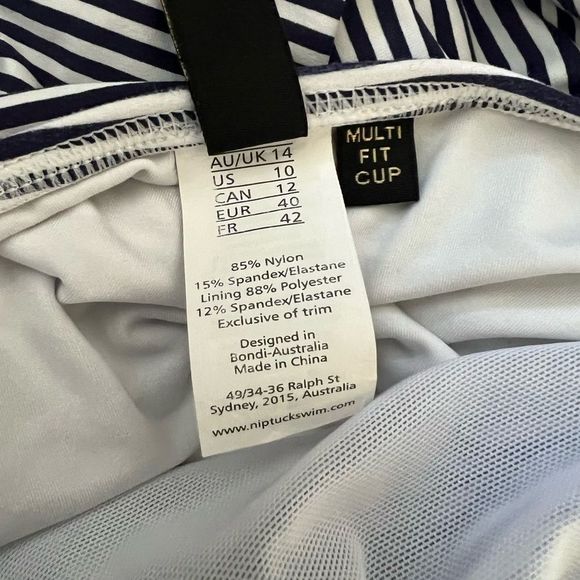 AU/UK 14
US 10
CAN 12
EUR 40
FR 42
85% Nylon
15% Spandex/Elastane
Lining 88% Polyester
12% Spandex/Elastane
Exclusive of trim
Designed in
Bondi-Australia
Made in China
49/34-36 Ralph St
Sydney, 2015, Australia
www.niptuckswim.com
MULTI
FIT
CUP